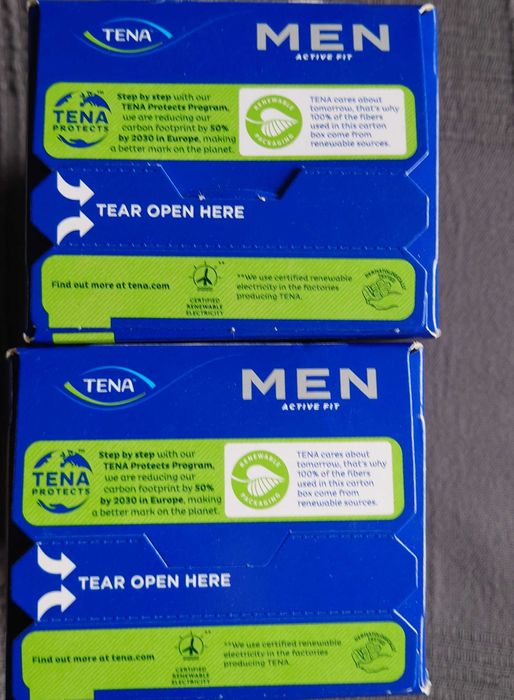 TENA
MEN
ACTIVE FIT
TENA
PROTECTS
Step by step with our
TENA Protects Program,
we are reducing our
carbon footprint by 50%
by 2030 in Europe, making
a better mark on the planet.
RENEWABLE
PACKAGING
TENA cares about
tomorrow, that's why
100% of the fibers
used in this carton
box come from
renewable sources.
TEAR OPEN HERE
Find out more at tena.com
CERTIFIED
RENEWABLE
ELECTRICITY
**
**We use certified renewable
electricity in the factories
producing TENA.
DERMATOLOGICALLY
TESTED
TENA
MEN
ACTIVE FIT
TENA
PROTECTS
Step by step with our
TENA Protects Program,
we are reducing our
carbon footprint by 50%
by 2030 in Europe, making
a better mark on the planet.
RENEWABLE
PACKAGING
TENA cares about
tomorrow, that's why
100% of the fibers
used in this carton
box come from
renewable sources.
TEAR OPEN HERE
Find out more at tena.com
CERTIFIED
RENEWABLE
ELECTRICITY
**
**We use certified renewable
electricity in the factories
producing TENA.
DERMATOLOGICALLY
TESTED